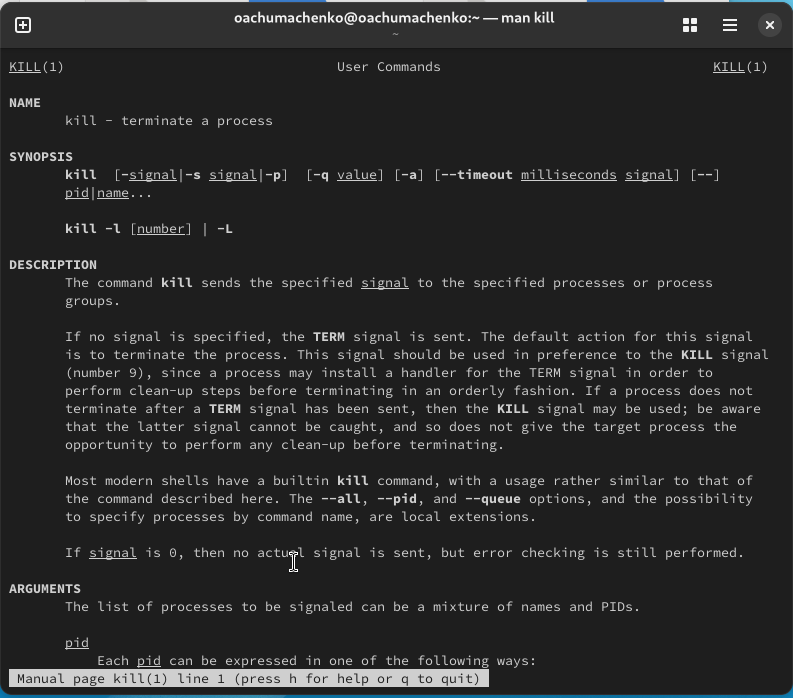 oachumachenko@oachumachenko:~ — man kill
~
KILL(1) User Commands KILL(1)
NAME
kill - terminate a process
SYNOPSIS
kill [-signal|-s signal|-p] [-q value] [-a] [--timeout milliseconds signal] [--]
pid|name...
kill -l [number] | -L
DESCRIPTION
The command kill sends the specified signal to the specified processes or process
groups.
If no signal is specified, the TERM signal is sent. The default action for this signal
is to terminate the process. This signal should be used in preference to the KILL signal
(number 9), since a process may install a handler for the TERM signal in order to
perform clean-up steps before terminating in an orderly fashion. If a process does not
terminate after a TERM signal has been sent, then the KILL signal may be used; be aware
that the latter signal cannot be caught, and so does not give the target process the
opportunity to perform any clean-up before terminating.
Most modern shells have a builtin kill command, with a usage rather similar to that of
the command described here. The --all, --pid, and --queue options, and the possibility
to specify processes by command name, are local extensions.
If signal is 0, then no actual signal is sent, but error checking is still performed.
ARGUMENTS
The list of processes to be signaled can be a mixture of names and PIDs.
pid
Each pid can be expressed in one of the following ways:
Manual page kill(1) line 1 (press h for help or q to quit)